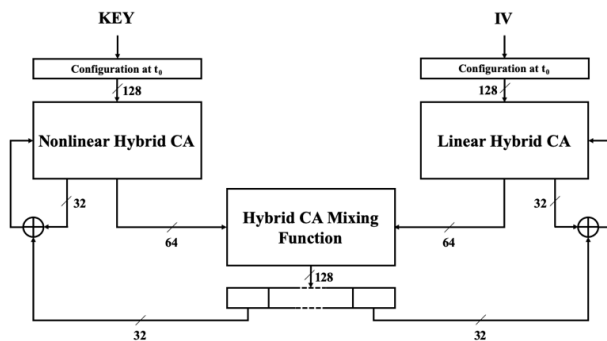 KEY
IV
Configuration at t₀
Configuration at t₀
128
128
Nonlinear Hybrid CA
Linear Hybrid CA
32
32
Hybrid CA Mixing
Function
64
64
128
32
32